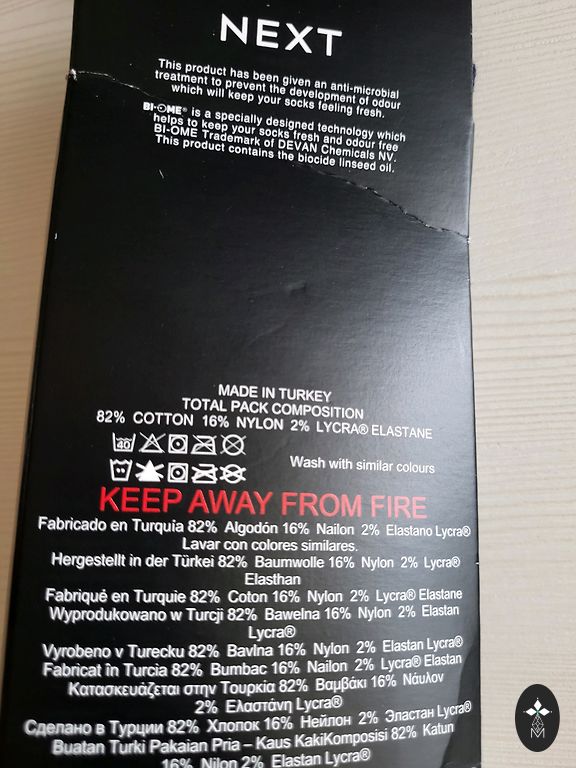 NEXT
This product has been given an anti-microbial
treatment to prevent the development of odour
which will keep your socks feeling fresh.
BI-OME® is a specially designed technology which
helps to keep your socks fresh and odour free
BI-OME Trademark of DEVAN Chemicals NV.
This product contains the biocide linseed oil.
MADE IN TURKEY
TOTAL PACK COMPOSITION
82% COTTON 16% NYLON 2% LYCRA® ELASTANE
40
Wash with similar colours
KEEP AWAY FROM FIRE
Fabricado en Turquia 82% Algodón 16% Nailon 2% Elastano Lycra®
Lavar con colores similares.
Hergestellt in der Türkei 82% Baumwolle 16% Nylon 2% Lycra®
Elasthan
Fabriqué en Turquie 82% Coton 16% Nylon 2% Lycra® Elastane
Wyprodukowano w Turcji 82% Bawelna 16% Nylon 2% Elastan
Lycra®
Vyrobeno v Turecku 82% Bavlna 16% Nylon 2% Elastan Lycra®
Fabricat în Turcia 82% Bumbac 16% Nailon 2% Lycra® Elastan
Κατασκευάζεται στην Τουρκία 82% Βαμβάκι 16% Νάυλον
2% Ελαστάνη Lycra®
Сделано в Турции 82% Хлопок 16% Нейлон 2% Эластан Lycra®
Buatan Turki Pakaian Pria – Kaus KakiKomposisi 82% Katun
16% Nilon 2% Elastan Lycra®